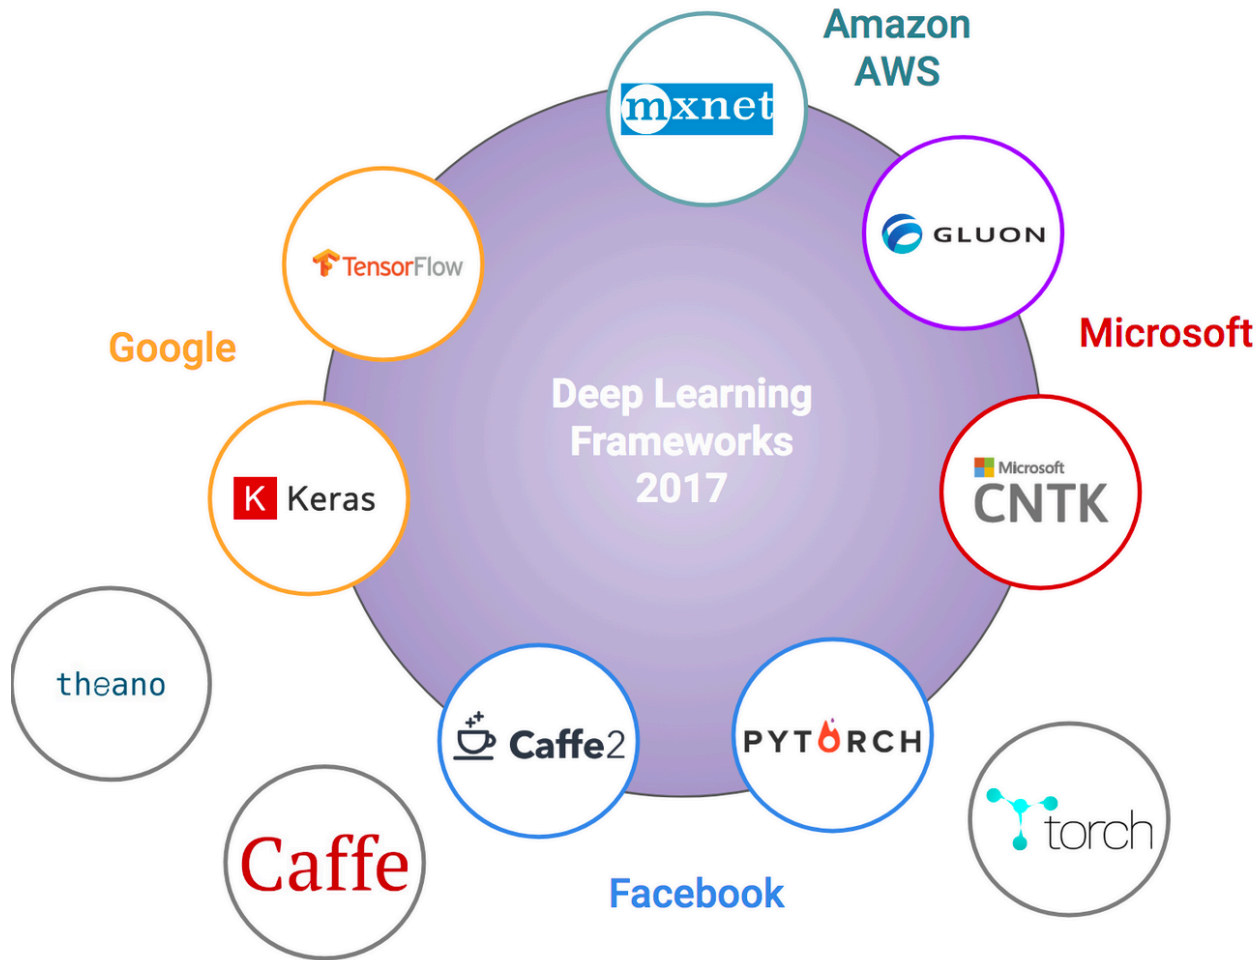 Amazon
AWS
mxnet
GLUON
TensorFlow
Google
Microsoft
Deep Learning
Frameworks
2017
K Keras
Microsoft
CNTK
theano
Caffe2
PYTORCH
torch
Caffe
Facebook